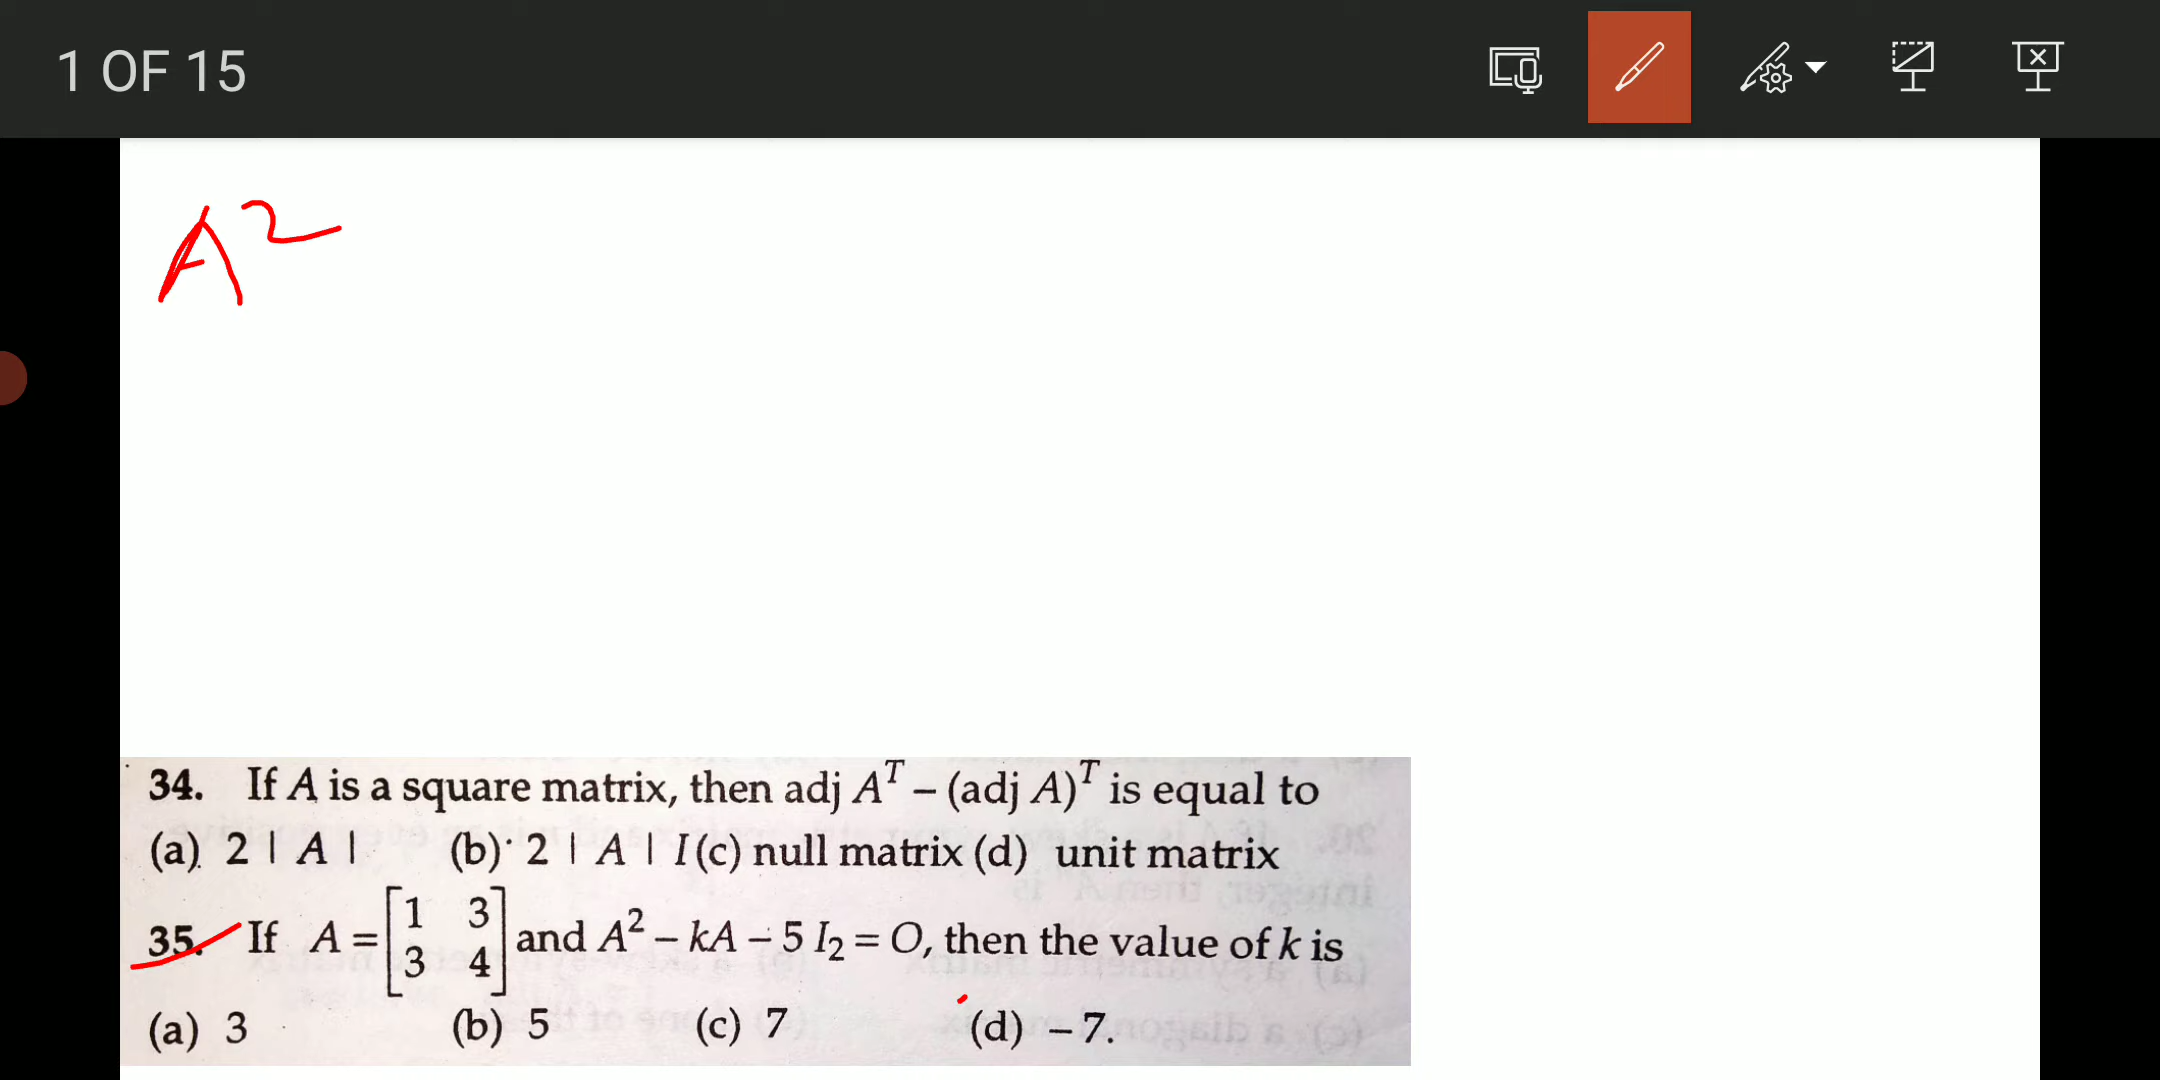 1 OF 15
A²
34. If A is a square matrix, then adj Aᵀ – (adj A)ᵀ is equal to
(a) 2 | A | (b) 2 | A | I (c) null matrix (d) unit matrix
35. If A = [1 3; 3 4] and A² – kA – 5 I₂ = O, then the value of k is
(a) 3 (b) 5 (c) 7 (d) – 7.